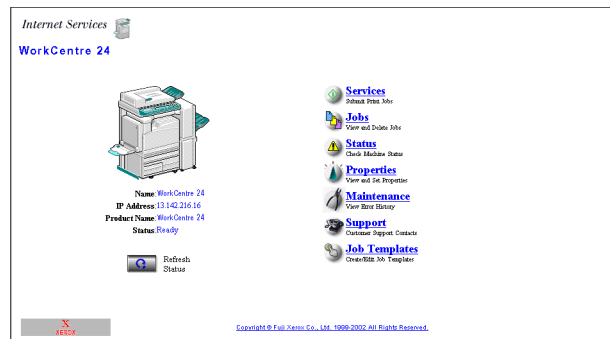 Internet Services
WorkCentre 24
Services
Submit Print Jobs
Jobs
View and Delete Jobs
Status
Check Machine Status
Properties
View and Set Properties
Maintenance
View Error History
Support
Customer Support Contacts
Job Templates
Create/Edit Job Templates
Name:WorkCentre 24
IP Address:13.142.216.16
Product Name:WorkCentre 24
Status:Ready
Refresh
Status
X
XEROX
Copyright © Fuji Xerox Co., Ltd. 1999-2002 All Rights Reserved.